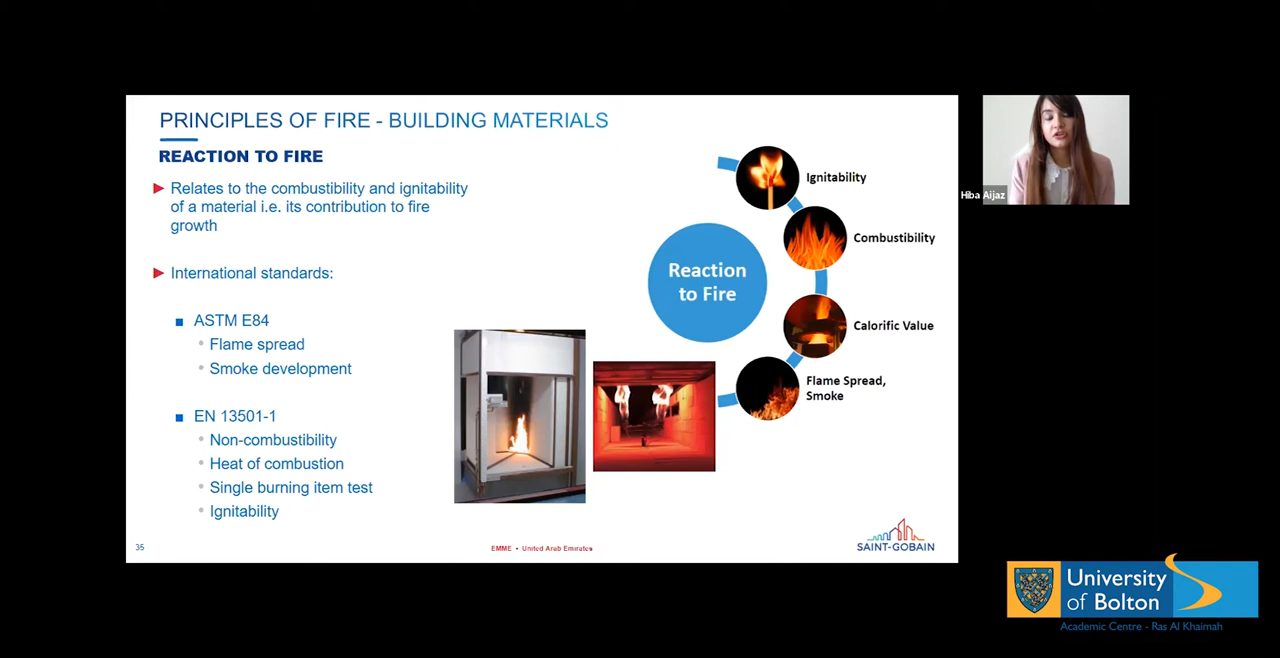 PRINCIPLES OF FIRE - BUILDING MATERIALS
REACTION TO FIRE
Relates to the combustibility and ignitability
of a material i.e. its contribution to fire
growth
International standards:
ASTM E84
Flame spread
Smoke development
EN 13501-1
Non-combustibility
Heat of combustion
Single burning item test
Ignitability
Reaction
to Fire
Ignitability
Combustibility
Calorific Value
Flame Spread,
Smoke
35
EMME • United Arab Emirates
SAINT-GOBAIN
Hiba Aijaz
University
of Bolton
Academic Centre - Ras Al Khaimah